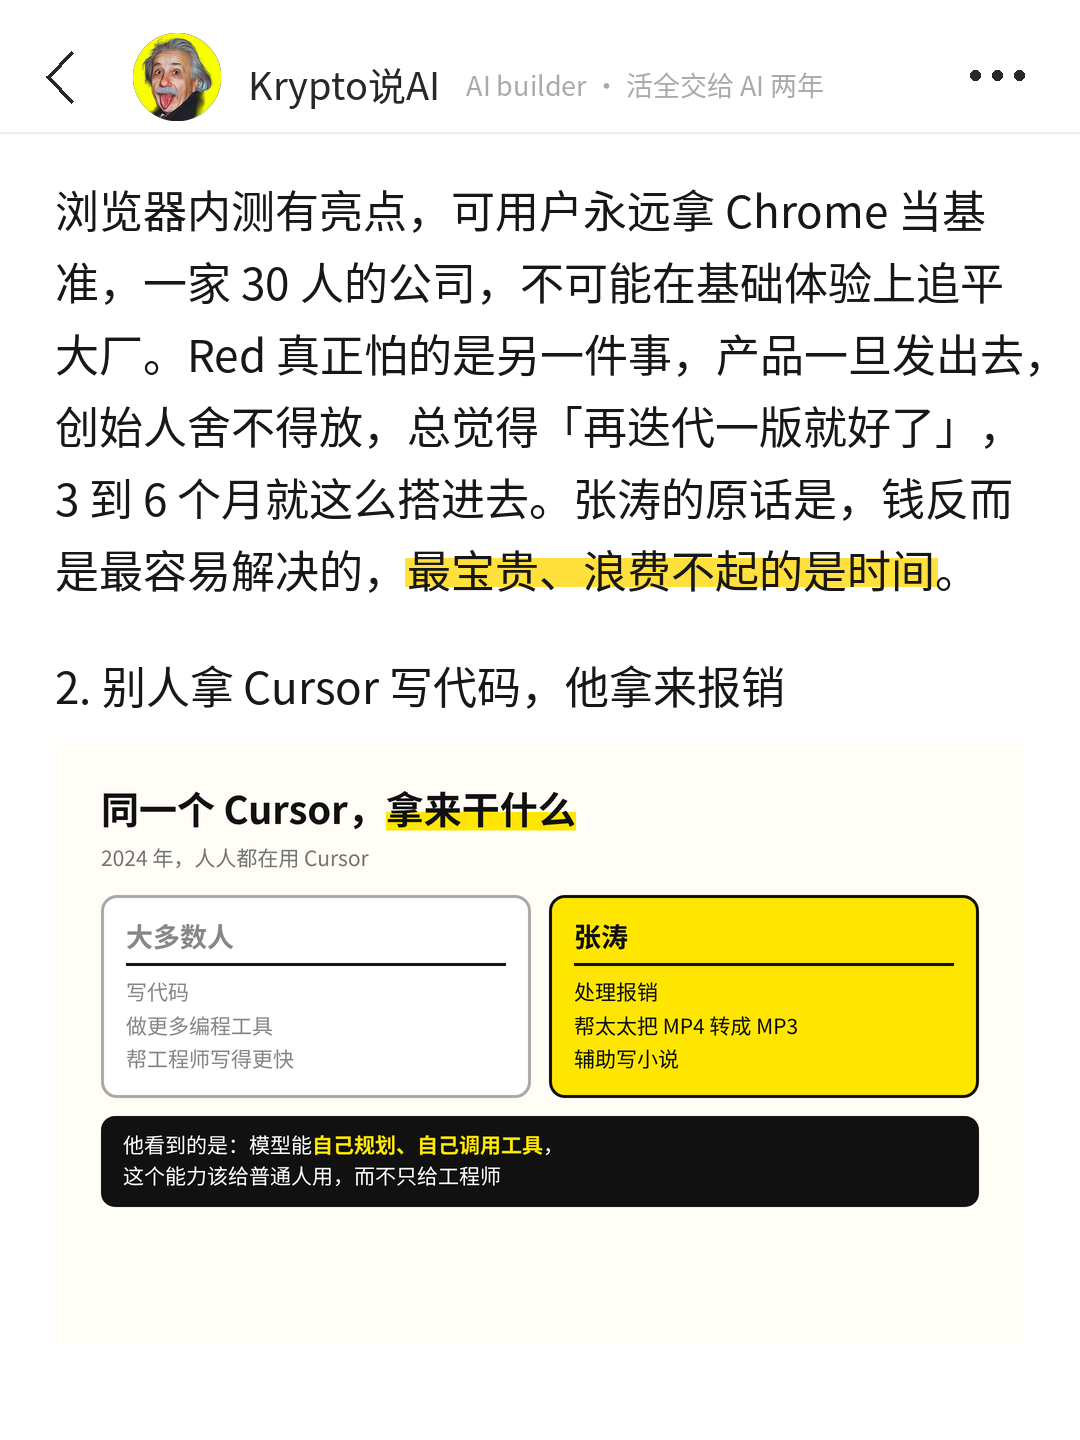 Krypto说AI AI builder · 活全交给 AI 两年
浏览器内测有亮点，可用户永远拿 Chrome 当基
准，一家 30 人的公司，不可能在基础体验上追平
大厂。Red 真正怕的是另一件事，产品一旦发出去，
创始人舍不得放，总觉得「再迭代一版就好了」，
3 到 6 个月就这么搭进去。张涛的原话是，钱反而
是最容易解决的，最宝贵、浪费不起的是时间。
2. 别人拿 Cursor 写代码，他拿来报销
同一个 Cursor，拿来干什么
2024 年，人人都在用 Cursor
大多数人
写代码
做更多编程工具
帮工程师写得更快
张涛
处理报销
帮太太把 MP4 转成 MP3
辅助写小说
他看到的是：模型能自己规划、自己调用工具，
这个能力该给普通人用，而不只给工程师